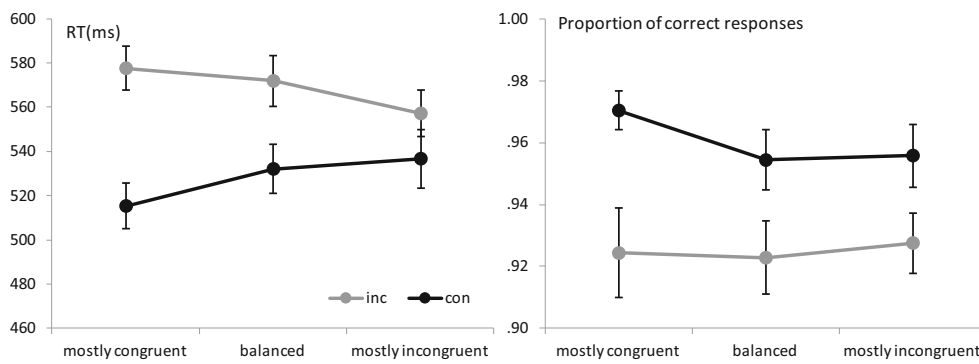 RT(ms)
600
580
560
540
520
500
480
460
inc
con
mostly congruent
balanced
mostly incongruent
Proportion of correct responses
1.00
.98
.96
.94
.92
.90
mostly congruent
balanced
mostly incongruent